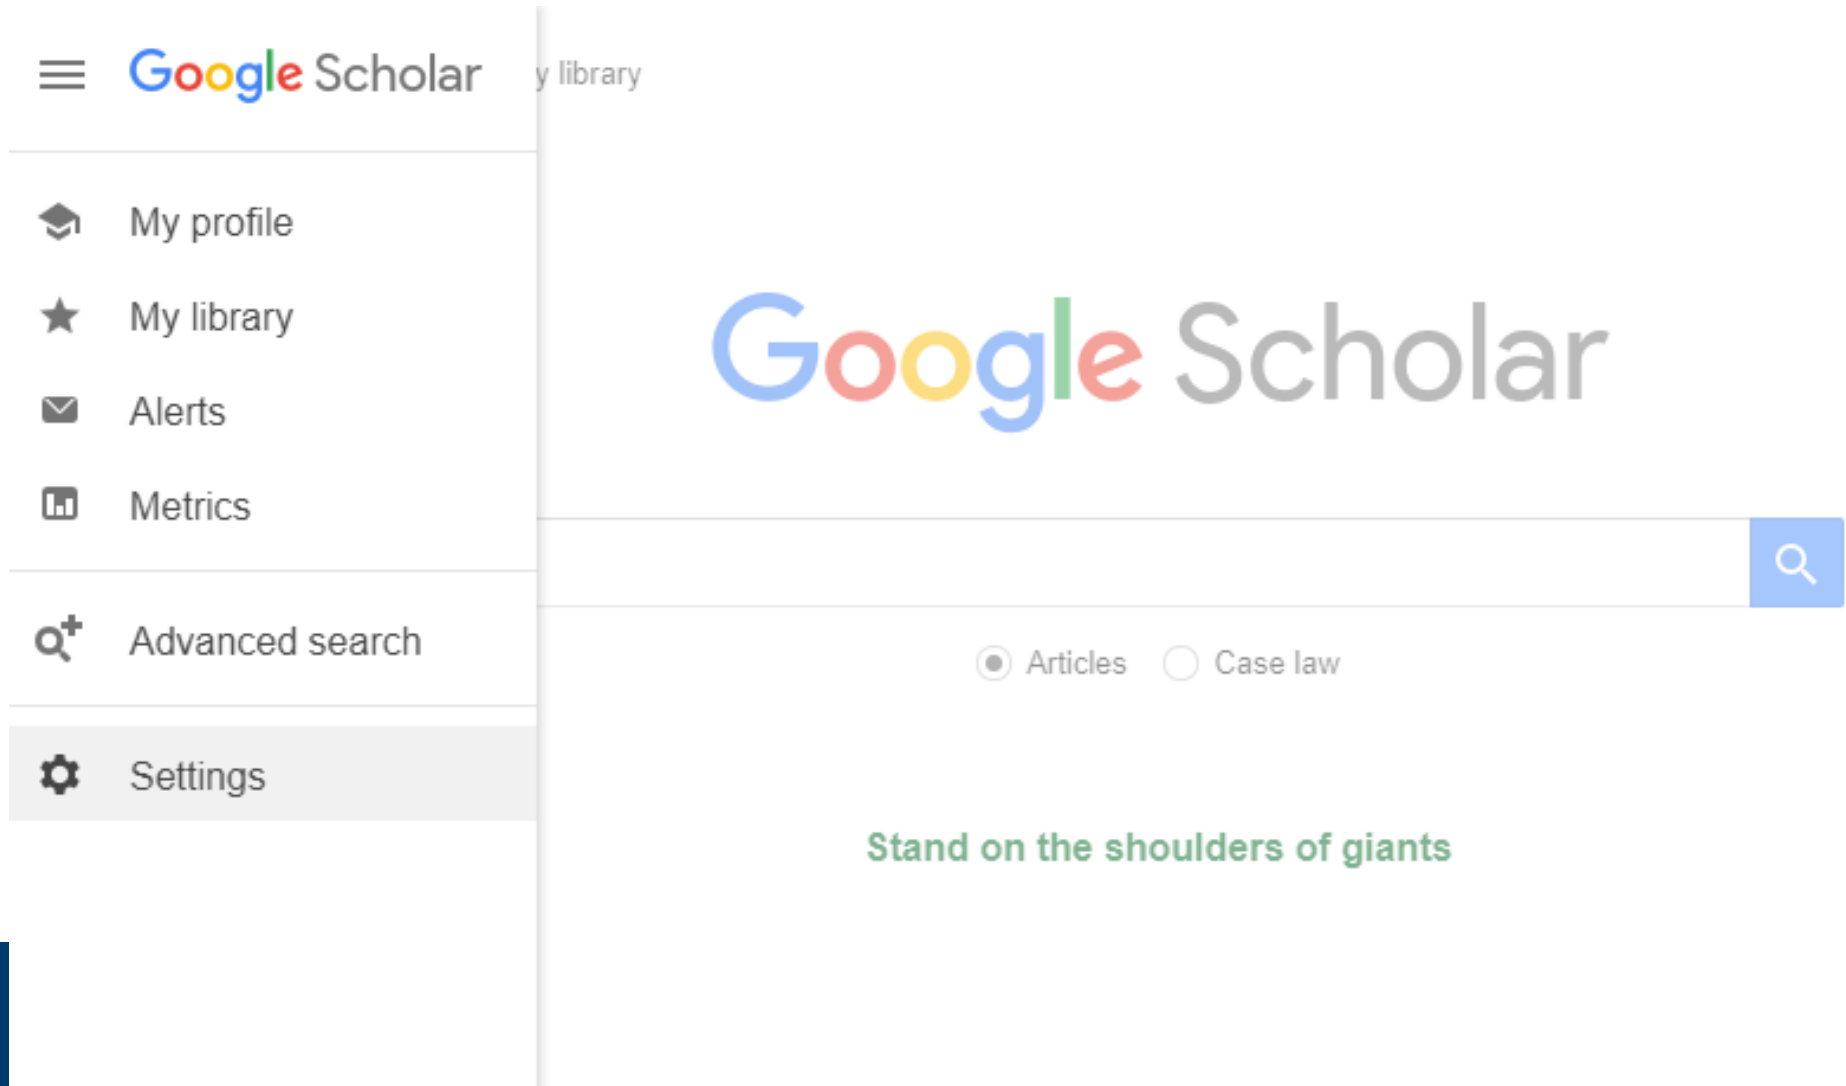 Google Scholar
y library
My profile
My library
Alerts
Metrics
Advanced search
Settings
Google Scholar
Articles Case law
Stand on the shoulders of giants